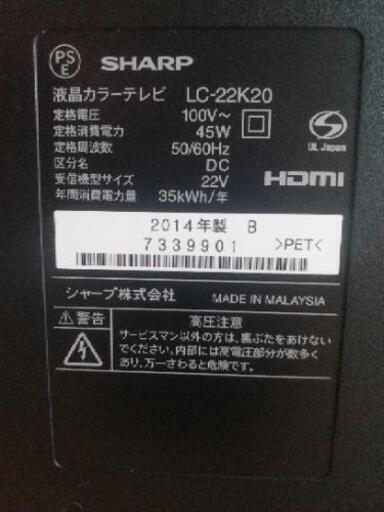 PS
E
SHARP
液晶カラーテレビ LC-22K20
定格電圧 100V～
定格消費電力 45W
定格周波数 50/60Hz
区分名 DC
受信機型サイズ 22V
年間消費電力量 35kWh/年
UL Japan
HDMI
2014年製 B
7339901
>PET<
シャープ株式会社 MADE IN MALAYSIA
⚠警告
高圧注意
サービスマン以外の方は、裏ぶたをあけない
でください。内部には高電圧部分が数多く
あり、万一さわると危険です。